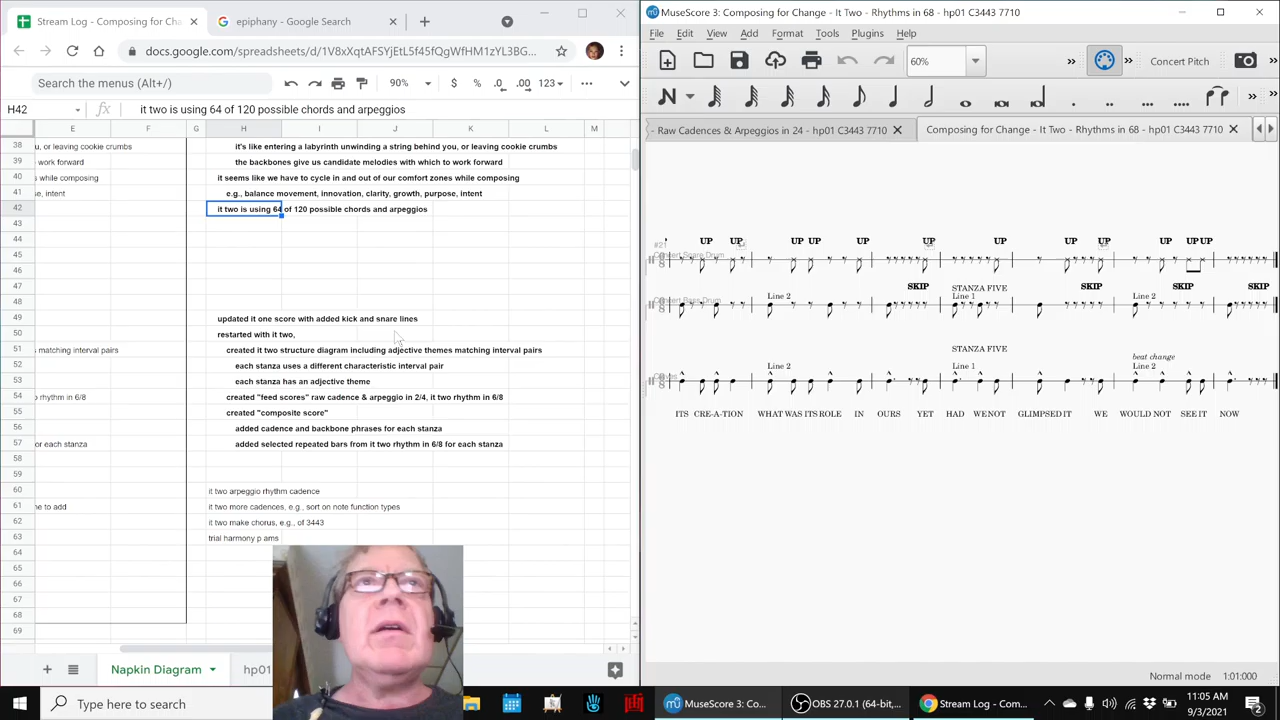 Stream Log - Composing for Cha
epiphany - Google Search
docs.google.com/spreadsheets/d/1V8xXqtAFSYjEtL5f45fQgWfHM1zYL3BG...
Search the menus (Alt+/)
90%
$ % .0 .00 123
H42
fx
it two is using 64 of 120 possible chords and arpeggios
E F G H I J K L M
38 u, or leaving cookie crumbs it's like entering a labyrinth unwinding a string behind you, or leaving cookie crumbs
39 work forward the backbones give us candidate melodies with which to work forward
40 s while composing it seems like we have to cycle in and out of our comfort zones while composing
41 se, intent e.g., balance movement, innovation, clarity, growth, purpose, intent
42 it two is using 64 of 120 possible chords and arpeggios
43
44
45
46
47
48
49 updated it one score with added kick and snare lines
50 restarted with it two,
51 s matching interval pairs created it two structure diagram including adjective themes matching interval pairs
52 each stanza uses a different characteristic interval pair
53 each stanza has an adjective theme
54 o rhythm in 6/8 created "feed scores" raw cadence & arpeggio in 2/4, it two rhythm in 6/8
55 created "composite score"
56 added cadence and backbone phrases for each stanza
57 or each stanza added selected repeated bars from it two rhythm in 6/8 for each stanza
58
59
60 it two arpeggio rhythm cadence
61 me to add it two more cadences, e.g., sort on note function types
62 it two make chorus, e.g., of 3443
63 trial harmony p ams
64
65
66
67
68
69
Napkin Diagram
hp01
MuseScore 3: Composing for Change - It Two - Rhythms in 68 - hp01 C3443 7710
File Edit View Add Format Tools Plugins Help
60%
Concert Pitch
- Raw Cadences & Arpeggios in 24 - hp01 C3443 7710
Composing for Change - It Two - Rhythms in 68 - hp01 C3443 7710
#21
UP UP UP UP UP UP UP UP UP UP UP UP
Concert Snare Drum
SKIP SKIP SKIP
STANZA FIVE
Line 2 Line 1 Line 2
Concert Bass Drum
STANZA FIVE
beat change
Line 2 Line 1 Line 2
ITS CRE-A-TION WHAT WAS ITS ROLE IN OURS YET HAD WE NOT GLIMPSED IT WE WOULD NOT SEE IT NOW
Normal mode 1:01:000
Type here to search
MuseScore 3: Co...
OBS 27.0.1 (64-bit,...
Stream Log - Com...
11:05 AM
9/3/2021
2